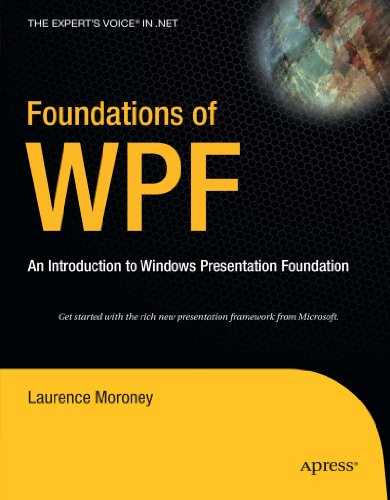 THE EXPERT'S VOICE® IN .NET
Foundations of
WPF
An Introduction to Windows Presentation Foundation
Get started with the rich new presentation framework from Microsoft.
Laurence Moroney
Apress®